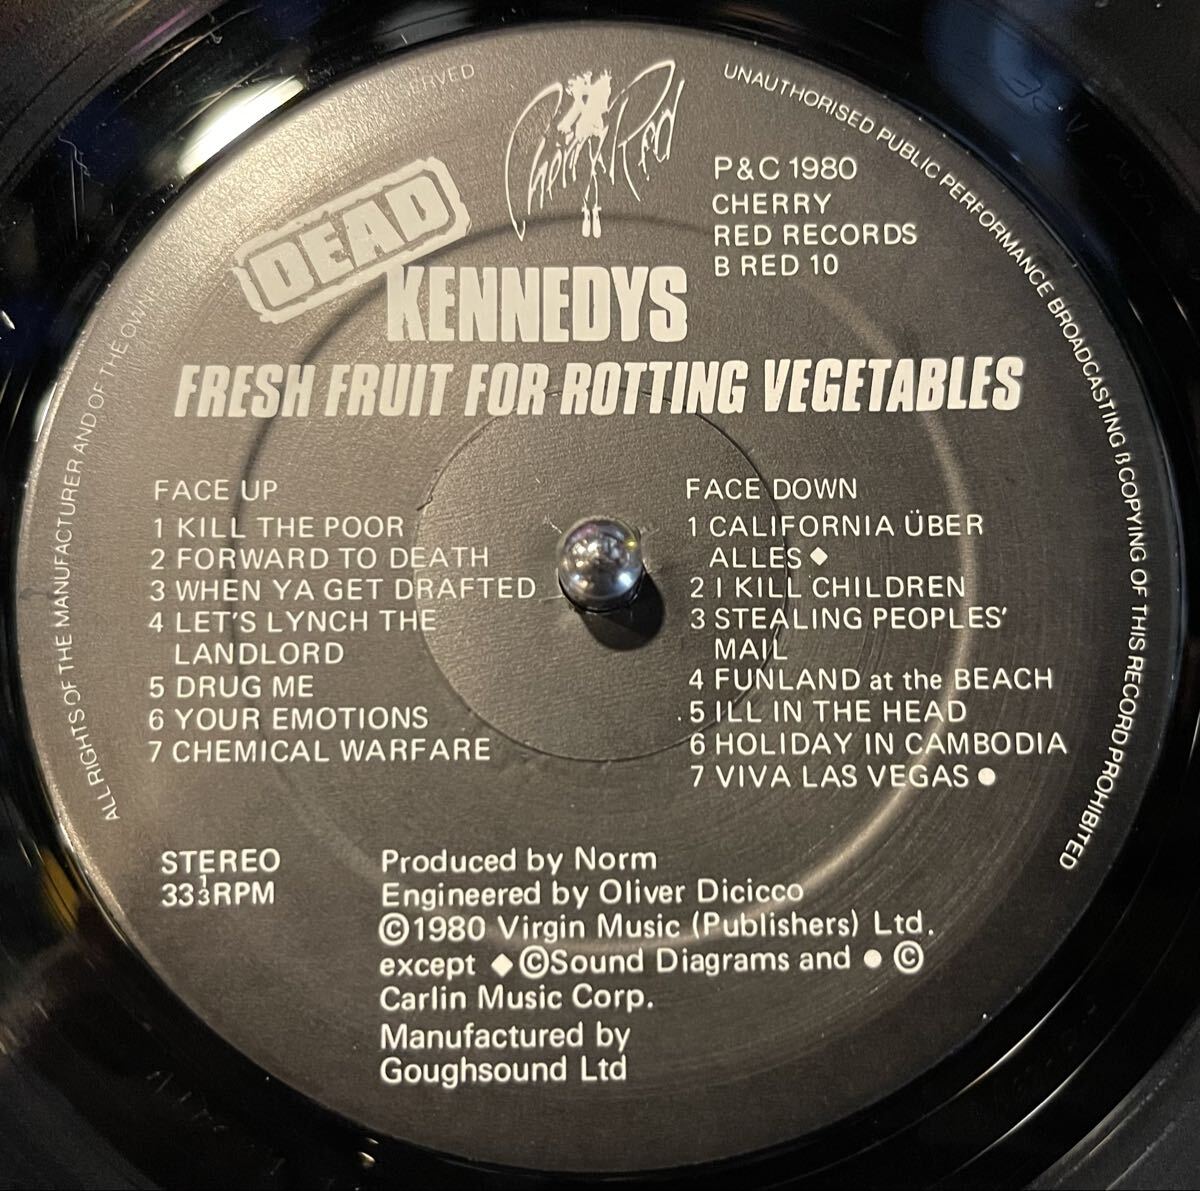 Cherry Red
P&C 1980
CHERRY
RED RECORDS
B RED 10
DEAD
KENNEDYS
FRESH FRUIT FOR ROTTING VEGETABLES
FACE UP
1 KILL THE POOR
2 FORWARD TO DEATH
3 WHEN YA GET DRAFTED
4 LET'S LYNCH THE
LANDLORD
5 DRUG ME
6 YOUR EMOTIONS
7 CHEMICAL WARFARE
FACE DOWN
1 CALIFORNIA ÜBER
ALLES ◆
2 I KILL CHILDREN
3 STEALING PEOPLES'
MAIL
4 FUNLAND at the BEACH
5 ILL IN THE HEAD
6 HOLIDAY IN CAMBODIA
7 VIVA LAS VEGAS ●
STEREO
33 1/3 RPM
Produced by Norm
Engineered by Oliver Dicicco
©1980 Virgin Music (Publishers) Ltd.
except ◆ ©Sound Diagrams and ● ©
Carlin Music Corp.
Manufactured by
Goughsound Ltd
ALL RIGHTS OF THE MANUFACTURER AND OF THE
UNAUTHORISED PUBLIC PERFORMANCE BROADCASTING & COPYING OF THIS RECORD PROHIBITED